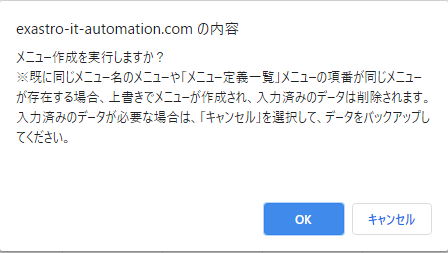 exastro-it-automation.com の内容
メニュー作成を実行しますか？
※既に同じメニュー名のメニューや「メニュー定義一覧」メニューの項番が同じメニュー
が存在する場合、上書きでメニューが作成され、入力済みのデータは削除されます。
入力済みのデータが必要な場合は、「キャンセル」を選択して、データをバックアップし
てください。
OK
キャンセル